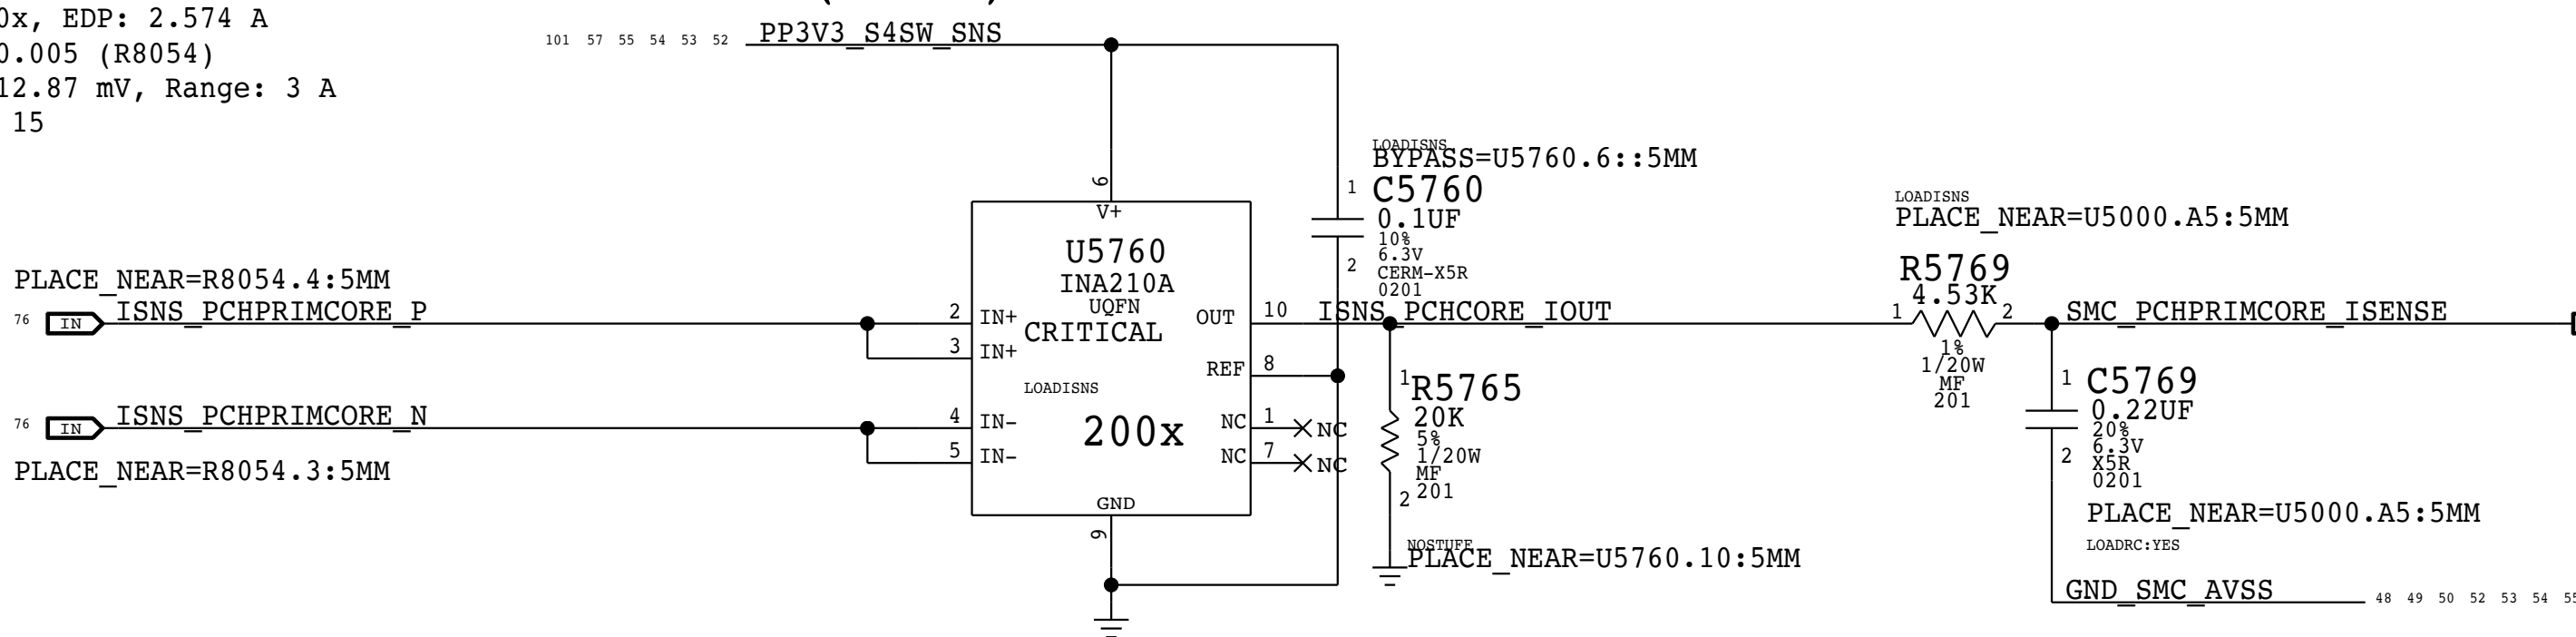 0x, EDP: 2.574 A
0.005 (R8054)
12.87 mV, Range: 3 A
15
101 57 55 54 53 52
PP3V3_S4SW_SNS
6
V+
U5760
INA210A
UQFN
CRITICAL
LOADISNS
200x
GND
9
PLACE_NEAR=R8054.4:5MM
76
IN
ISNS_PCHPRIMCORE_P
2 IN+
3 IN+
76
IN
ISNS_PCHPRIMCORE_N
4 IN-
5 IN-
PLACE_NEAR=R8054.3:5MM
OUT 10
ISNS_PCHCORE_IOUT
REF 8
NC 1 NC
NC 7 NC
LOADISNS
BYPASS=U5760.6::5MM
1
C5760
0.1UF
10%
6.3V
2
CERM-X5R
0201
1
R5765
20K
5%
1/20W
MF
201
2
NOSTUFF
PLACE_NEAR=U5760.10:5MM
LOADISNS
PLACE_NEAR=U5000.A5:5MM
R5769
4.53K
1
2
1%
1/20W
MF
201
SMC_PCHPRIMCORE_ISENSE
1
C5769
0.22UF
20%
6.3V
2
X5R
0201
PLACE_NEAR=U5000.A5:5MM
LOADRC:YES
GND_SMC_AVSS
48 49 50 52 53 54 55